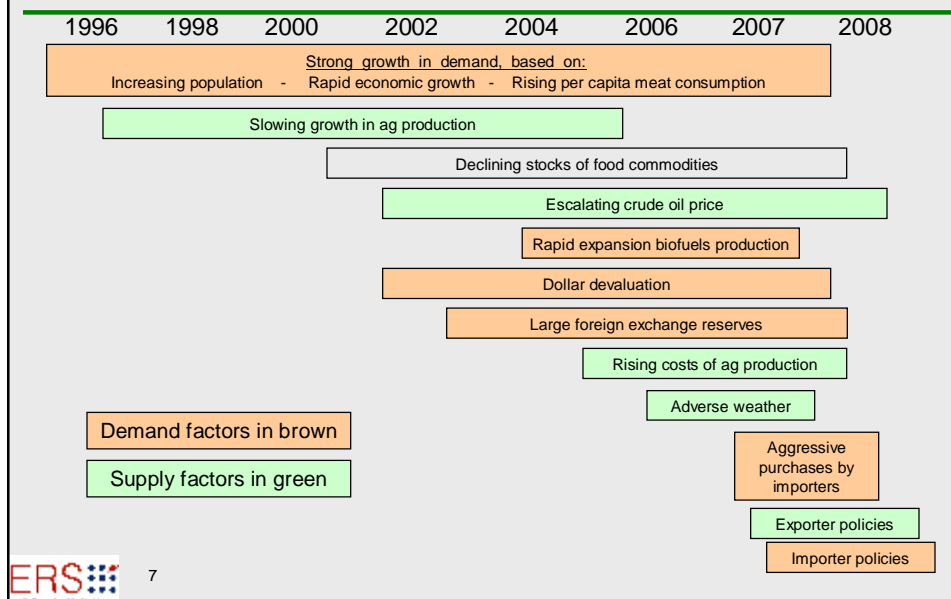 1996 1998 2000 2002 2004 2006 2007 2008
Strong growth in demand, based on:
Increasing population - Rapid economic growth - Rising per capita meat consumption
Slowing growth in ag production
Declining stocks of food commodities
Escalating crude oil price
Rapid expansion biofuels production
Dollar devaluation
Large foreign exchange reserves
Rising costs of ag production
Adverse weather
Demand factors in brown
Supply factors in green
Aggressive
purchases by
importers
Exporter policies
Importer policies
ERS
7